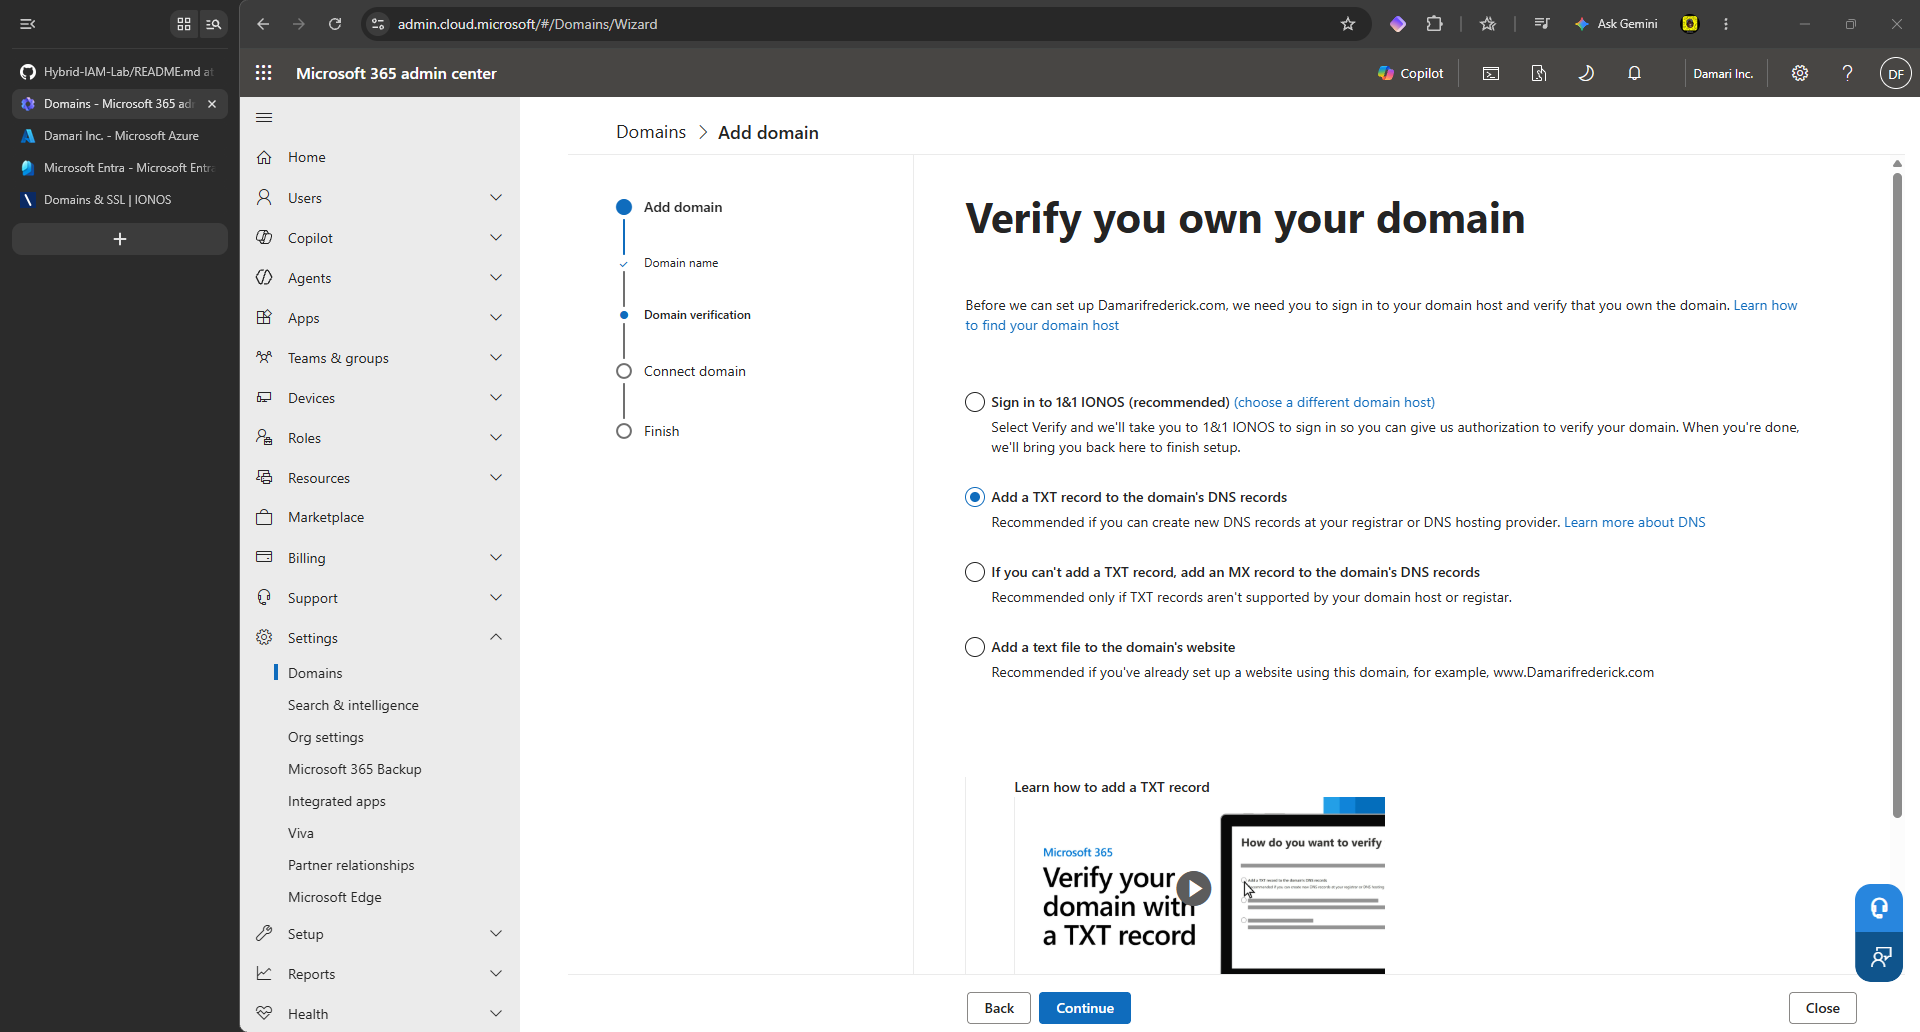 admin.cloud.microsoft/#/Domains/Wizard
Ask Gemini
Hybrid-IAM-Lab/README.md at
Domains - Microsoft 365 adm
Damari Inc. - Microsoft Azure
Microsoft Entra - Microsoft Entra
Domains & SSL | IONOS
Microsoft 365 admin center
Copilot
Damari Inc.
DF
Home
Users
Copilot
Agents
Apps
Teams & groups
Devices
Roles
Resources
Marketplace
Billing
Support
Settings
Domains
Search & intelligence
Org settings
Microsoft 365 Backup
Integrated apps
Viva
Partner relationships
Microsoft Edge
Setup
Reports
Health
Domains > Add domain
Add domain
Domain name
Domain verification
Connect domain
Finish
Verify you own your domain
Before we can set up Damarifrederick.com, we need you to sign in to your domain host and verify that you own the domain. Learn how
to find your domain host
Sign in to 1&1 IONOS (recommended) (choose a different domain host)
Select Verify and we'll take you to 1&1 IONOS to sign in so you can give us authorization to verify your domain. When you're done,
we'll bring you back here to finish setup.
Add a TXT record to the domain's DNS records
Recommended if you can create new DNS records at your registrar or DNS hosting provider. Learn more about DNS
If you can't add a TXT record, add an MX record to the domain's DNS records
Recommended only if TXT records aren't supported by your domain host or registar.
Add a text file to the domain's website
Recommended if you've already set up a website using this domain, for example, www.Damarifrederick.com
Learn how to add a TXT record
Microsoft 365
Verify your
domain with
a TXT record
How do you want to verify
Add a TXT record to the domain's DNS records
Back
Continue
Close